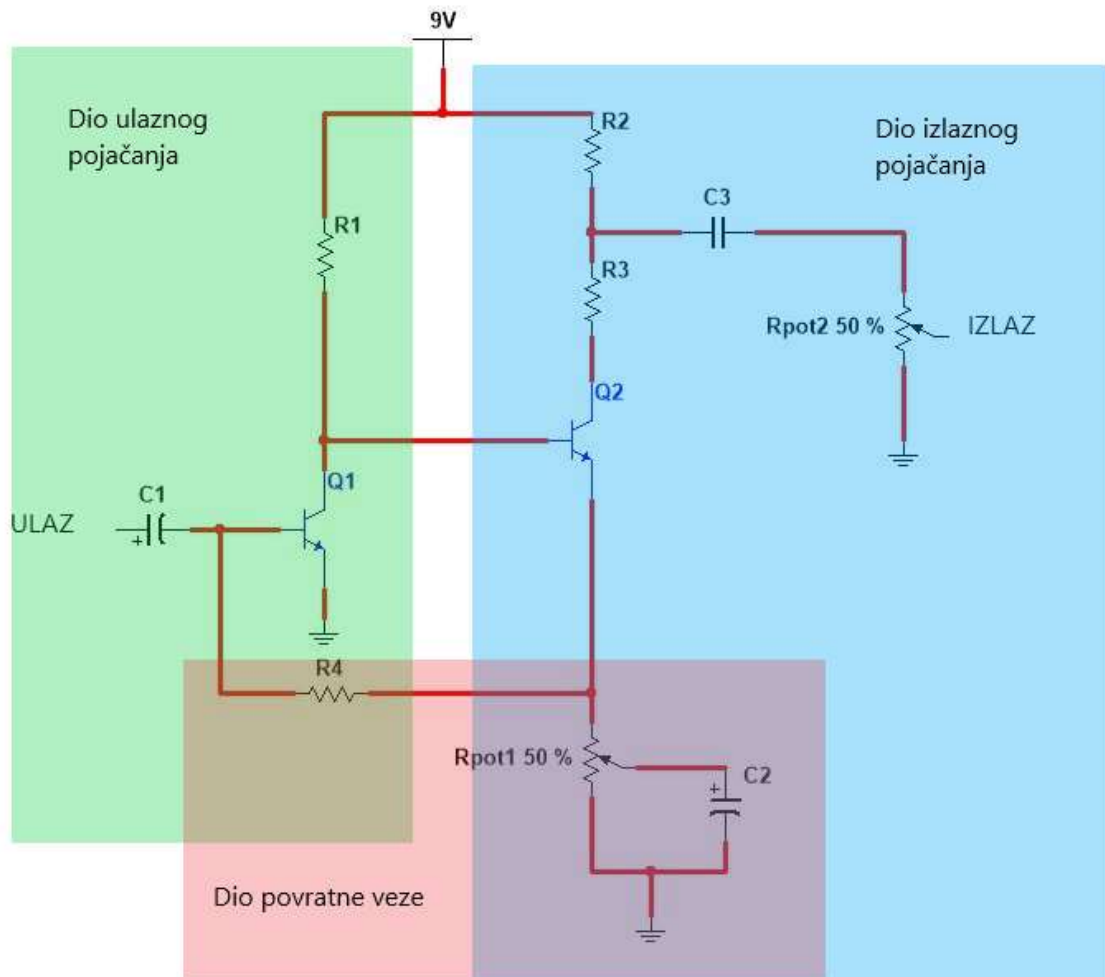 9V
Dio ulaznog
pojačanja
Dio izlaznog
pojačanja
R2
C3
R1
R3
Rpot2 50 %
IZLAZ
Q2
Q1
C1
ULAZ
+
R4
Rpot1 50 %
+
C2
Dio povratne veze